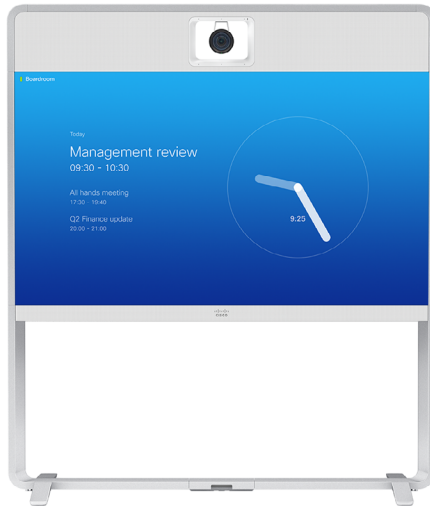 Boardroom
Today
Management review
09:30 - 10:30
All hands meeting
17:30 - 19:40
Q2 Finance update
20:00 - 21:00
9.25
CISCO